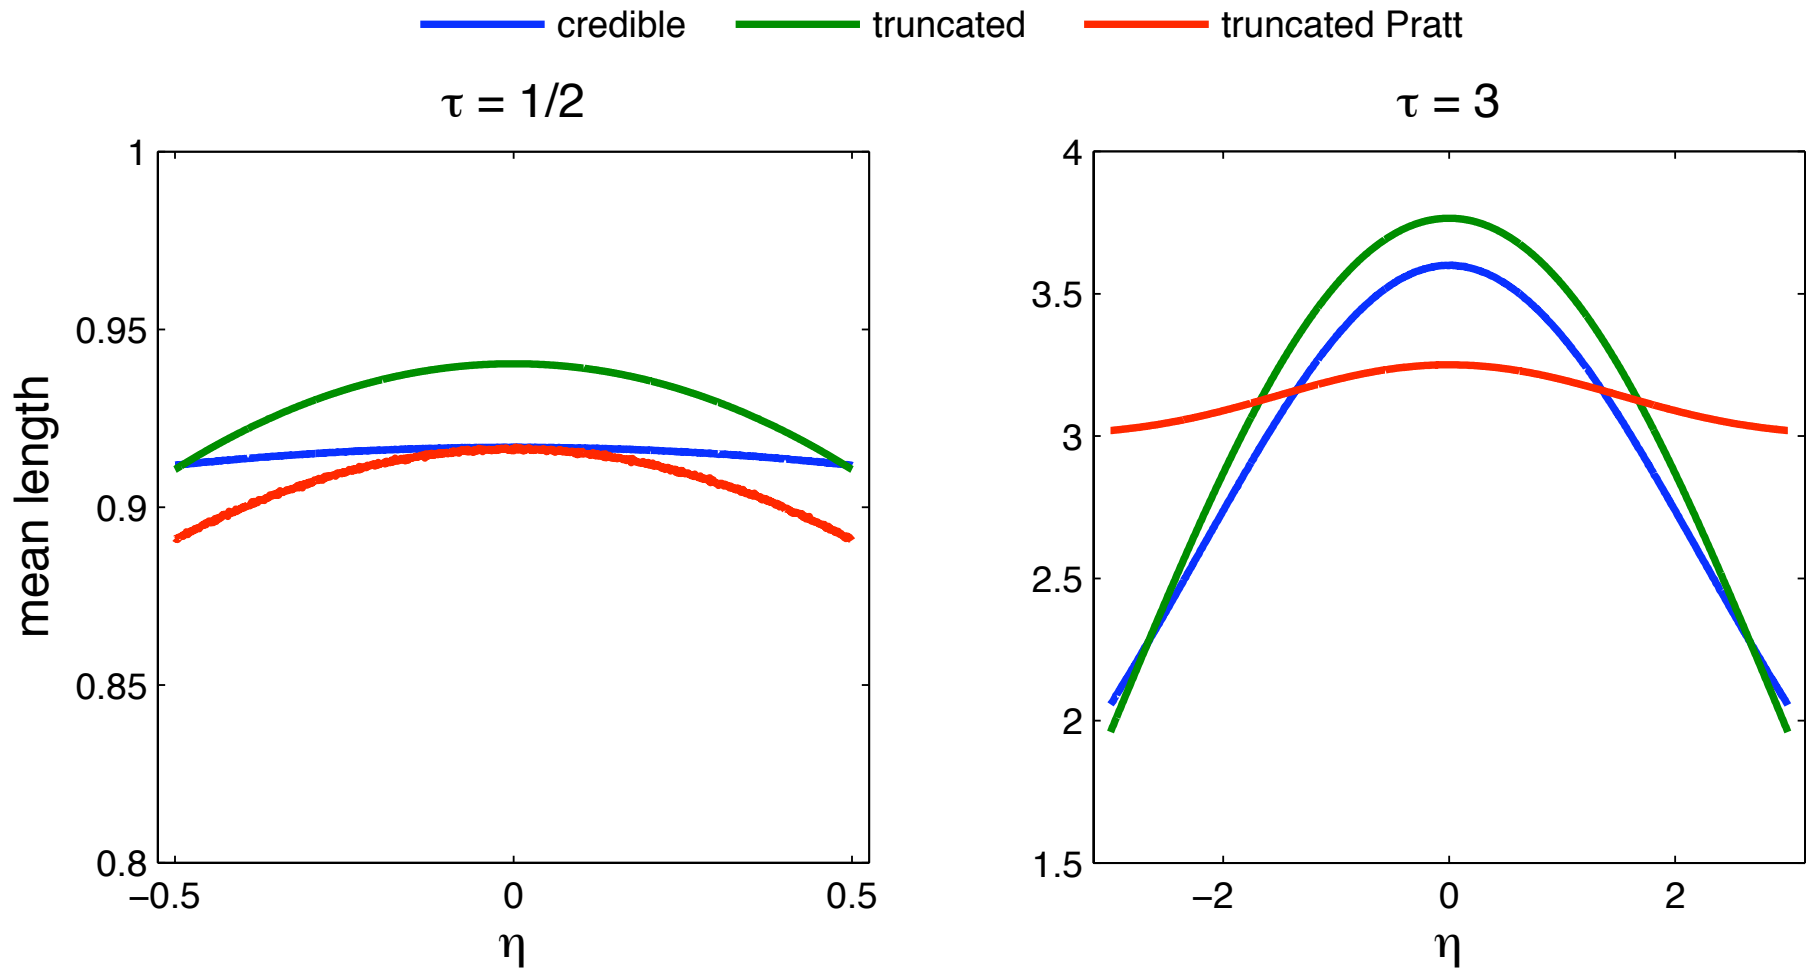 credible truncated truncated Pratt
τ = 1/2
τ = 3
1
0.95
0.9
0.85
0.8
−0.5 0 0.5
η
mean length
4
3.5
3
2.5
2
1.5
−2 0 2
η